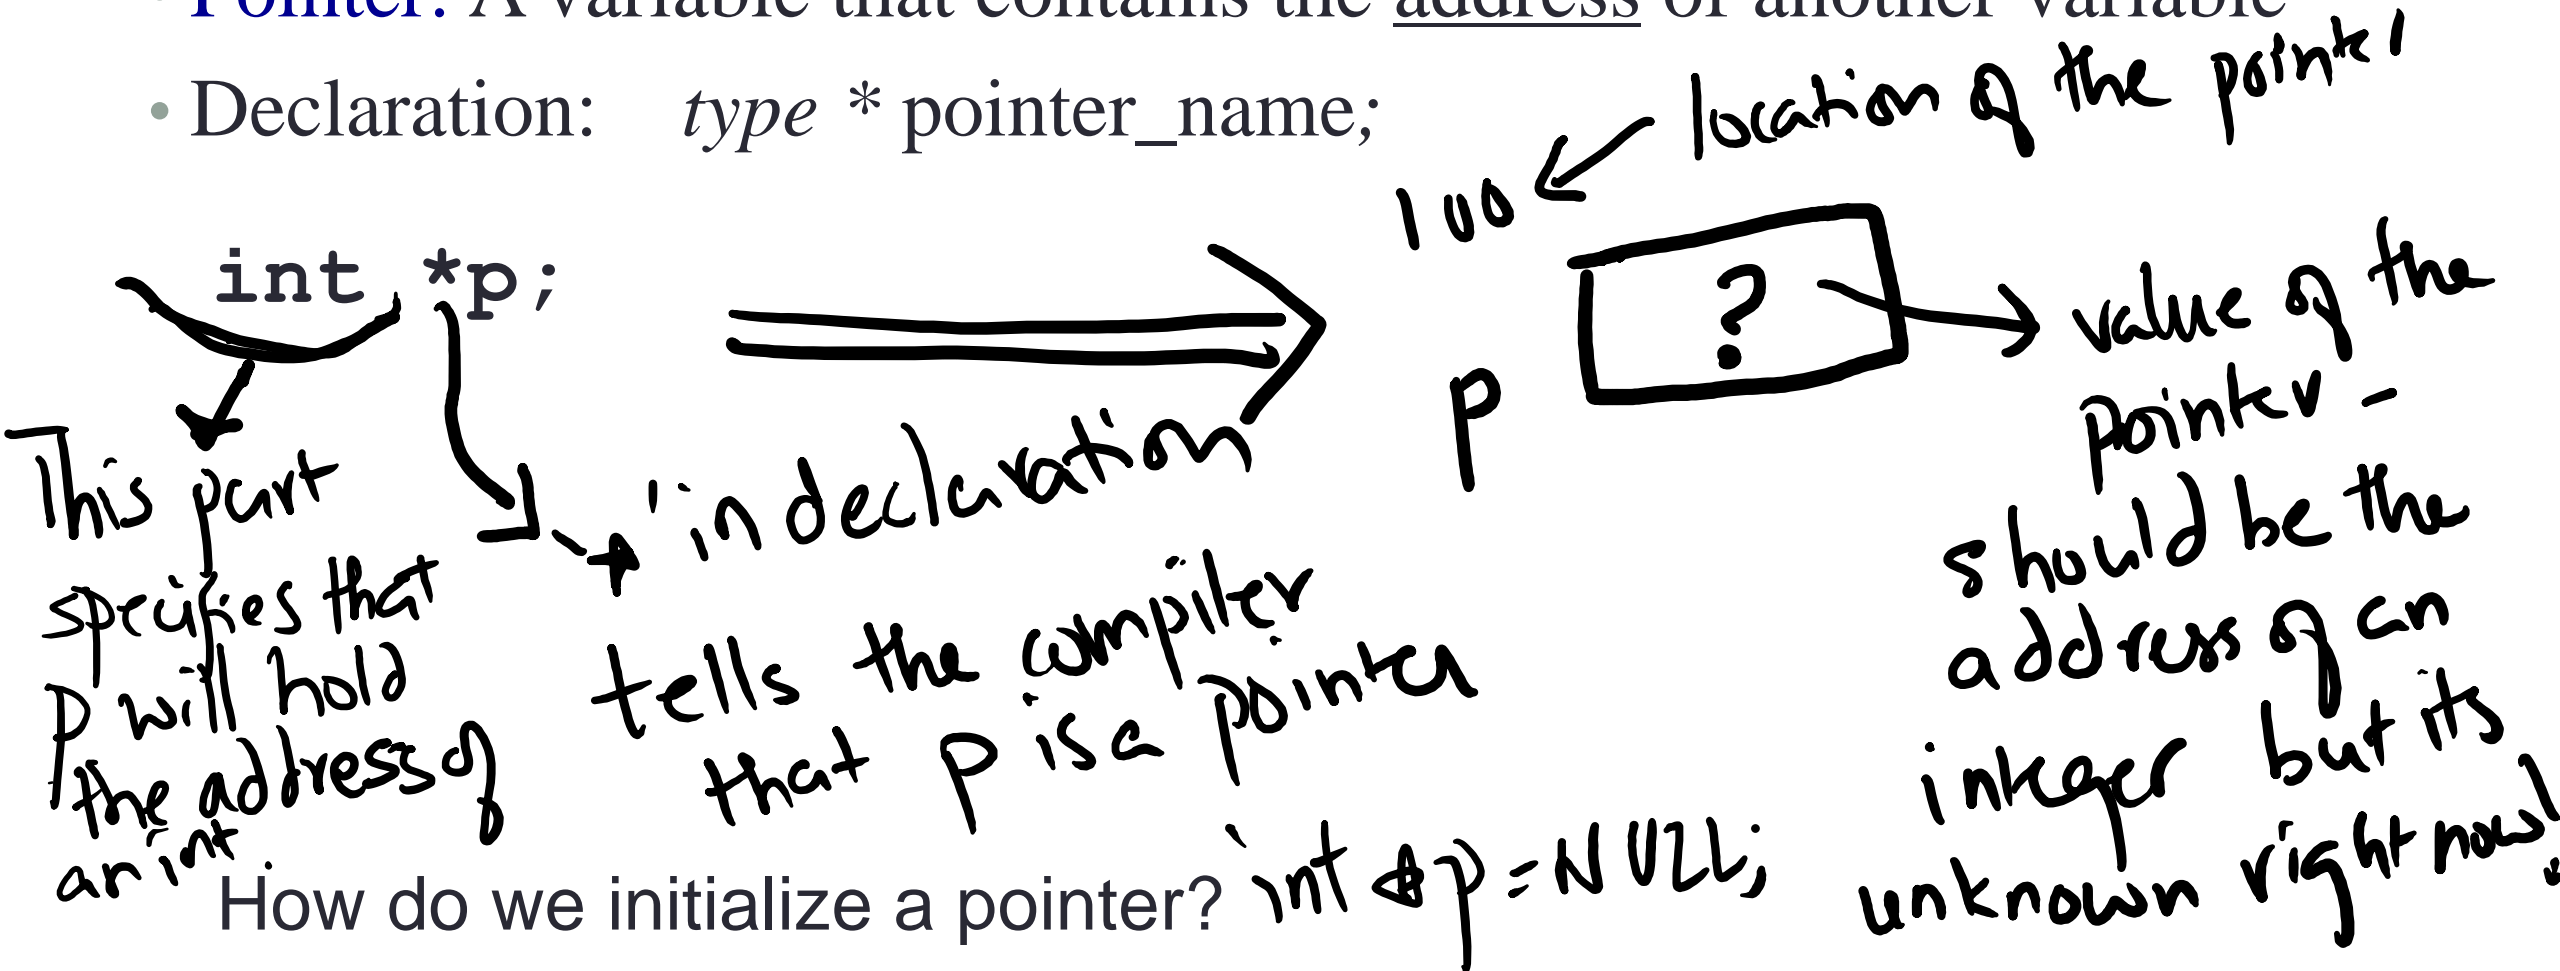 Pointer: A variable that contains the address of another variable
• Declaration: type * pointer_name;
location of the pointer
100
int *p;
?
p
value of the
pointer -
should be the
address of an
integer but its
unknown right now!
This part
specifies that
p will hold
the address of
an int.
* in declaration
tells the compiler
that p is a pointer
How do we initialize a pointer? int *p = NULL;